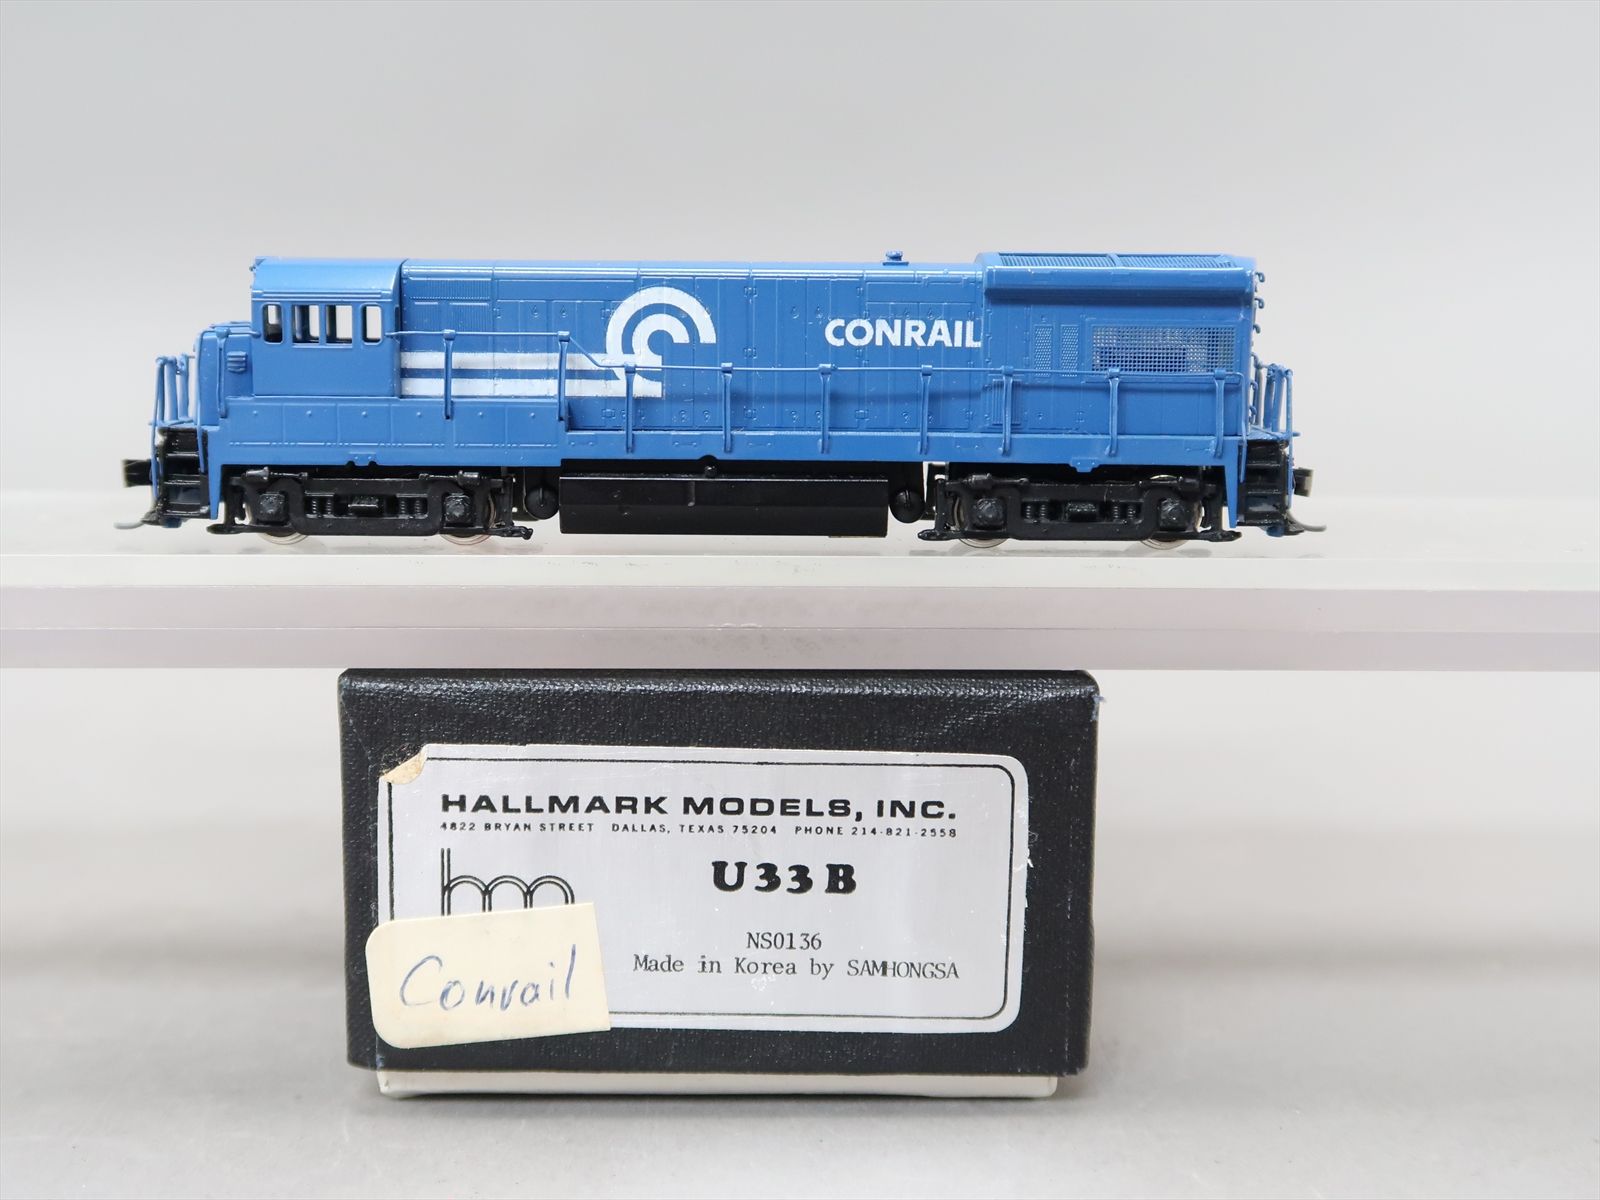 CONRAIL
HALLMARK MODELS, INC.
4822 BRYAN STREET DALLAS, TEXAS 75204 PHONE 214-821-2558
hm
U33B
NS0136
Made in Korea by SAMHONGSA
Conrail